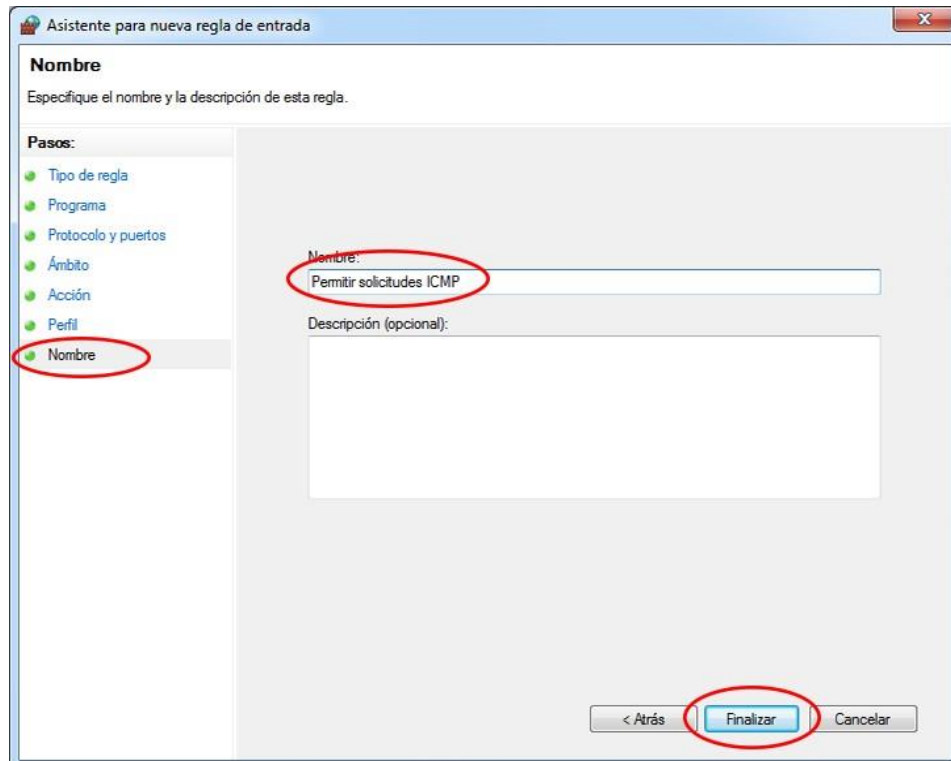 Asistente para nueva regla de entrada
Nombre
Especifique el nombre y la descripción de esta regla.
Pasos:
Tipo de regla
Programa
Protocolo y puertos
Ámbito
Acción
Perfil
Nombre
Nombre:
Permitir solicitudes ICMP
Descripción (opcional):
< Atrás
Finalizar
Cancelar